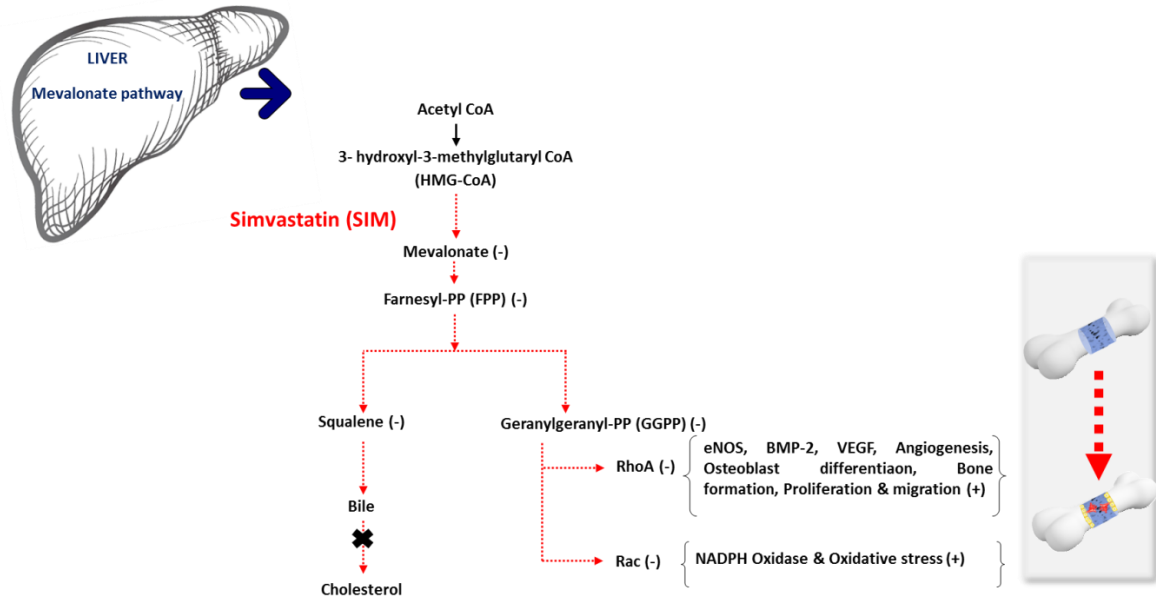 LIVER
Mevalonate pathway
Acetyl CoA
3- hydroxyl-3-methylglutaryl CoA
(HMG-CoA)
Simvastatin (SIM)
Mevalonate (-)
Farnesyl-PP (FPP) (-)
Squalene (-)
Geranylgeranyl-PP (GGPP) (-)
RhoA (-)
eNOS, BMP-2, VEGF, Angiogenesis,
Osteoblast differentiaon, Bone
formation, Proliferation & migration (+)
Bile
Rac (-)
NADPH Oxidase & Oxidative stress (+)
Cholesterol